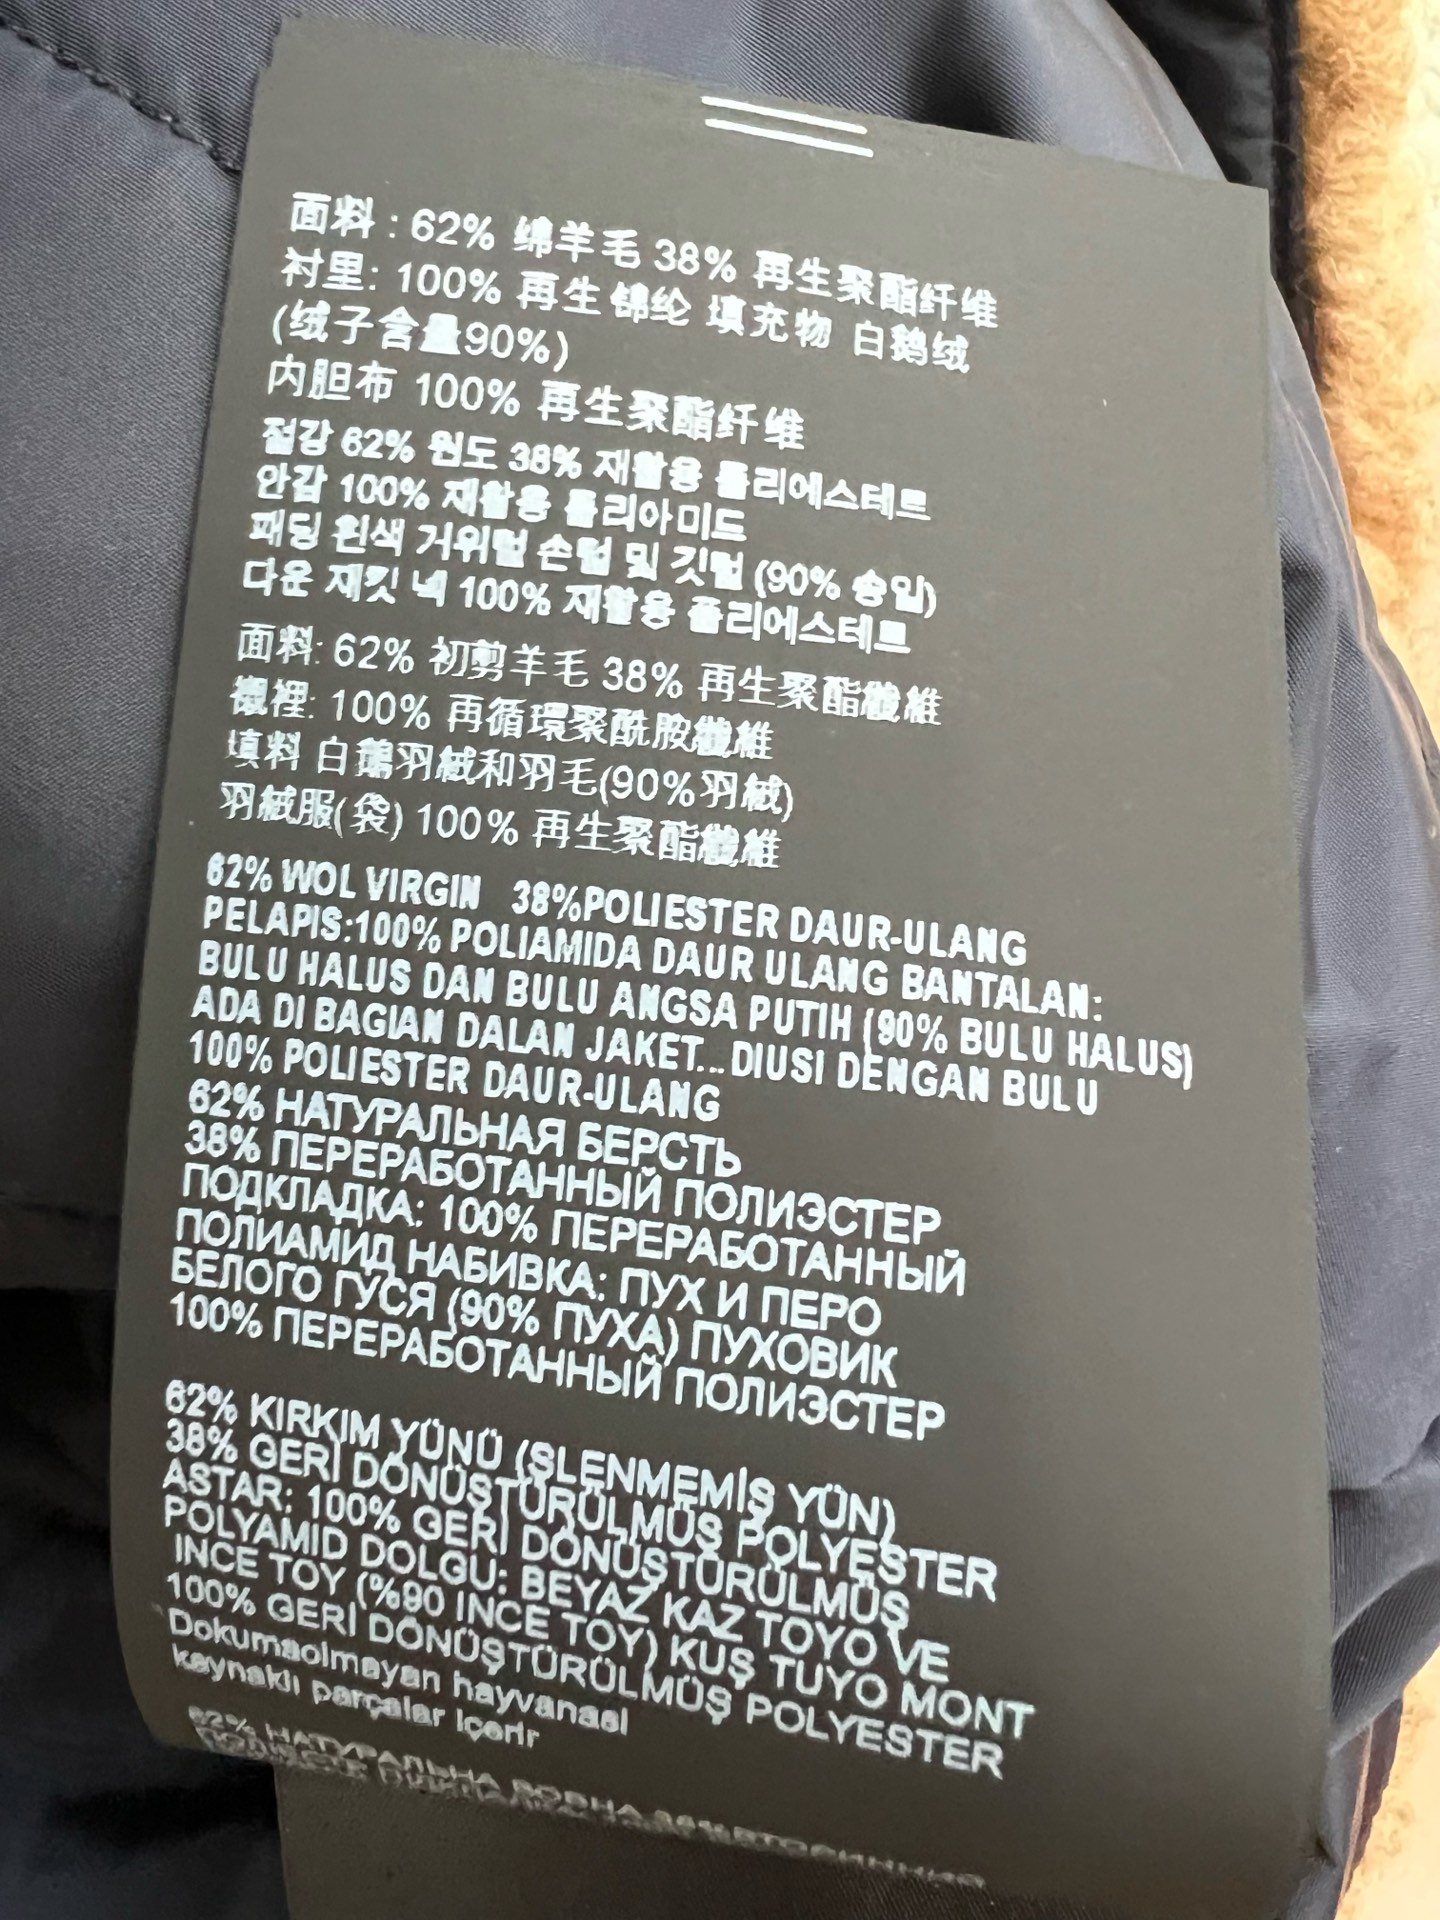 面料 : 62% 绵羊毛 38% 再生聚酯纤维
衬里: 100% 再生锦纶 填充物 白鹅绒
(绒子含量90%)
内胆布 100% 再生聚酯纤维
62% 38% 재활용 폴리에스테르
안감 100% 재활용 폴리아미드
패딩 흰색 거위털 솜털 및 깃털 (90% 솜털)
다운 재킷 넥 100% 재활용 폴리에스테르
面料: 62% 初剪羊毛 38% 再生聚酯纖維
襯裡: 100% 再循環聚酰胺纖維
填料 白鵝羽絨和羽毛(90%羽絨)
羽絨服(袋) 100% 再生聚酯纖維
62% WOL VIRGIN 38%POLIESTER DAUR-ULANG
PELAPIS:100% POLIAMIDA DAUR ULANG BANTALAN:
BULU HALUS DAN BULU ANGSA PUTIH (90% BULU HALUS)
ADA DI BAGIAN DALAN JAKET... DIUSI DENGAN BULU
100% POLIESTER DAUR-ULANG
62% НАТУРАЛЬНАЯ БЕРСТЬ
38% ПЕРЕРАБОТАННЫЙ ПОЛИЭСТЕР
ПОДКЛАДКА: 100% ПЕРЕРАБОТАННЫЙ
ПОЛИАМИД НАБИВКА: ПУХ И ПЕРО
БЕЛОГО ГУСЯ (90% ПУХА) ПУХОВИК
100% ПЕРЕРАБОТАННЫЙ ПОЛИЭСТЕР
62% KIRKIM YÜNÜ (ŞLENMEMİŞ YÜN)
38% GERİ DÖNÜŞTÜRÜLMÜŞ POLYESTER
ASTAR: 100% GERİ DÖNÜŞTÜRÜLMÜŞ
POLYAMID DOLGU: BEYAZ KAZ TOYO VE
INCE TOY (%90 INCE TOY) KUŞ TUYO MONT
100% GERİ DÖNÜŞTÜRÜLMÜŞ POLYESTER
Dokumaolmayan hayvanael
kaynaklı parçalar Içerir
62% НАТУРАЛЬНА ВОВНА